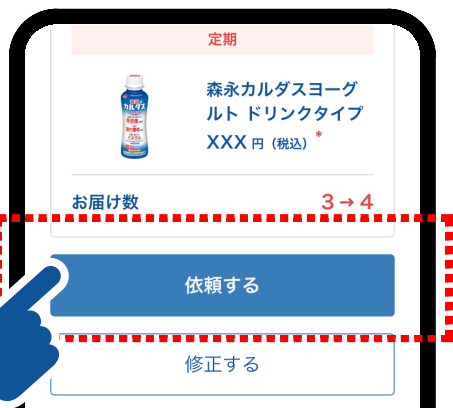 定期
森永カルダスヨーグ
ルト ドリンクタイプ
XXX 円（税込）*
お届け数
3 → 4
依頼する
修正する